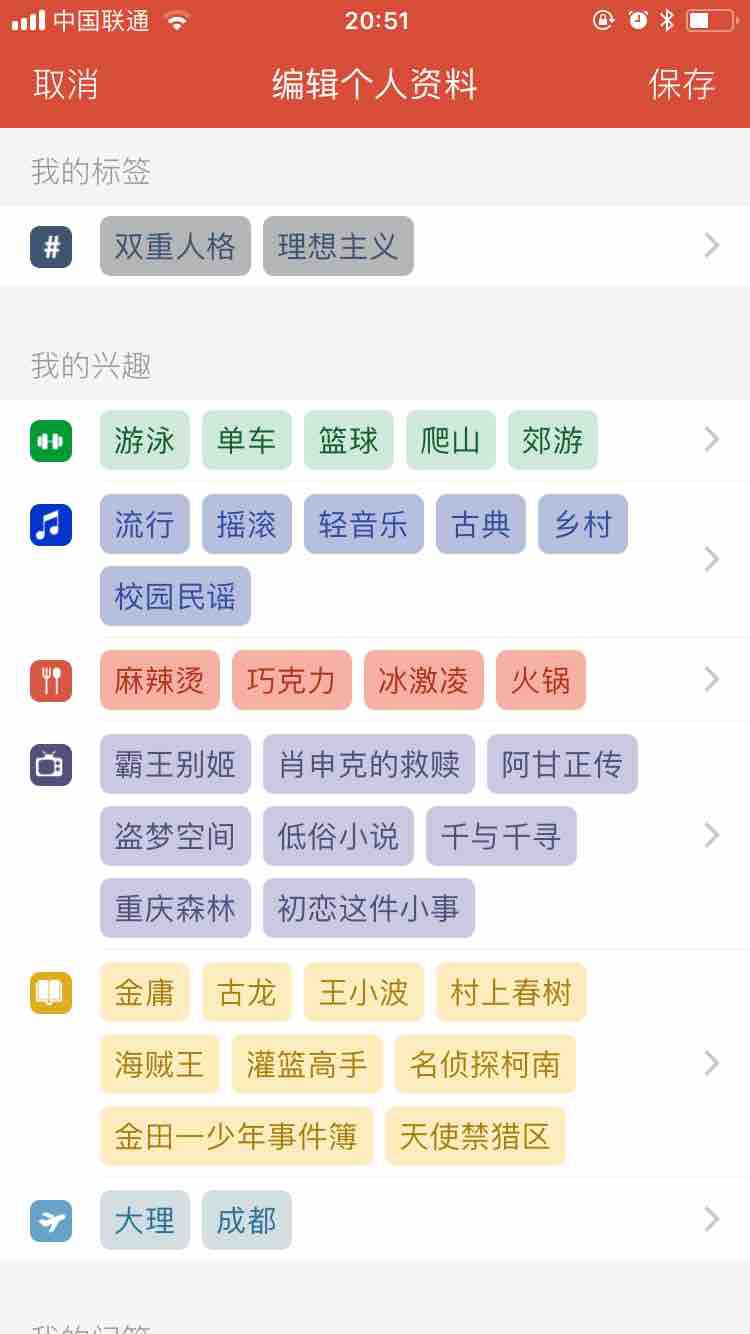 中国联通 20:51
取消 编辑个人资料 保存
我的标签
# 双重人格 理想主义
我的兴趣
游泳 单车 篮球 爬山 郊游
流行 摇滚 轻音乐 古典 乡村
校园民谣
麻辣烫 巧克力 冰激凌 火锅
霸王别姬 肖申克的救赎 阿甘正传
盗梦空间 低俗小说 千与千寻
重庆森林 初恋这件小事
金庸 古龙 王小波 村上春树
海贼王 灌篮高手 名侦探柯南
金田一少年事件簿 天使禁猎区
大理 成都
我的问答